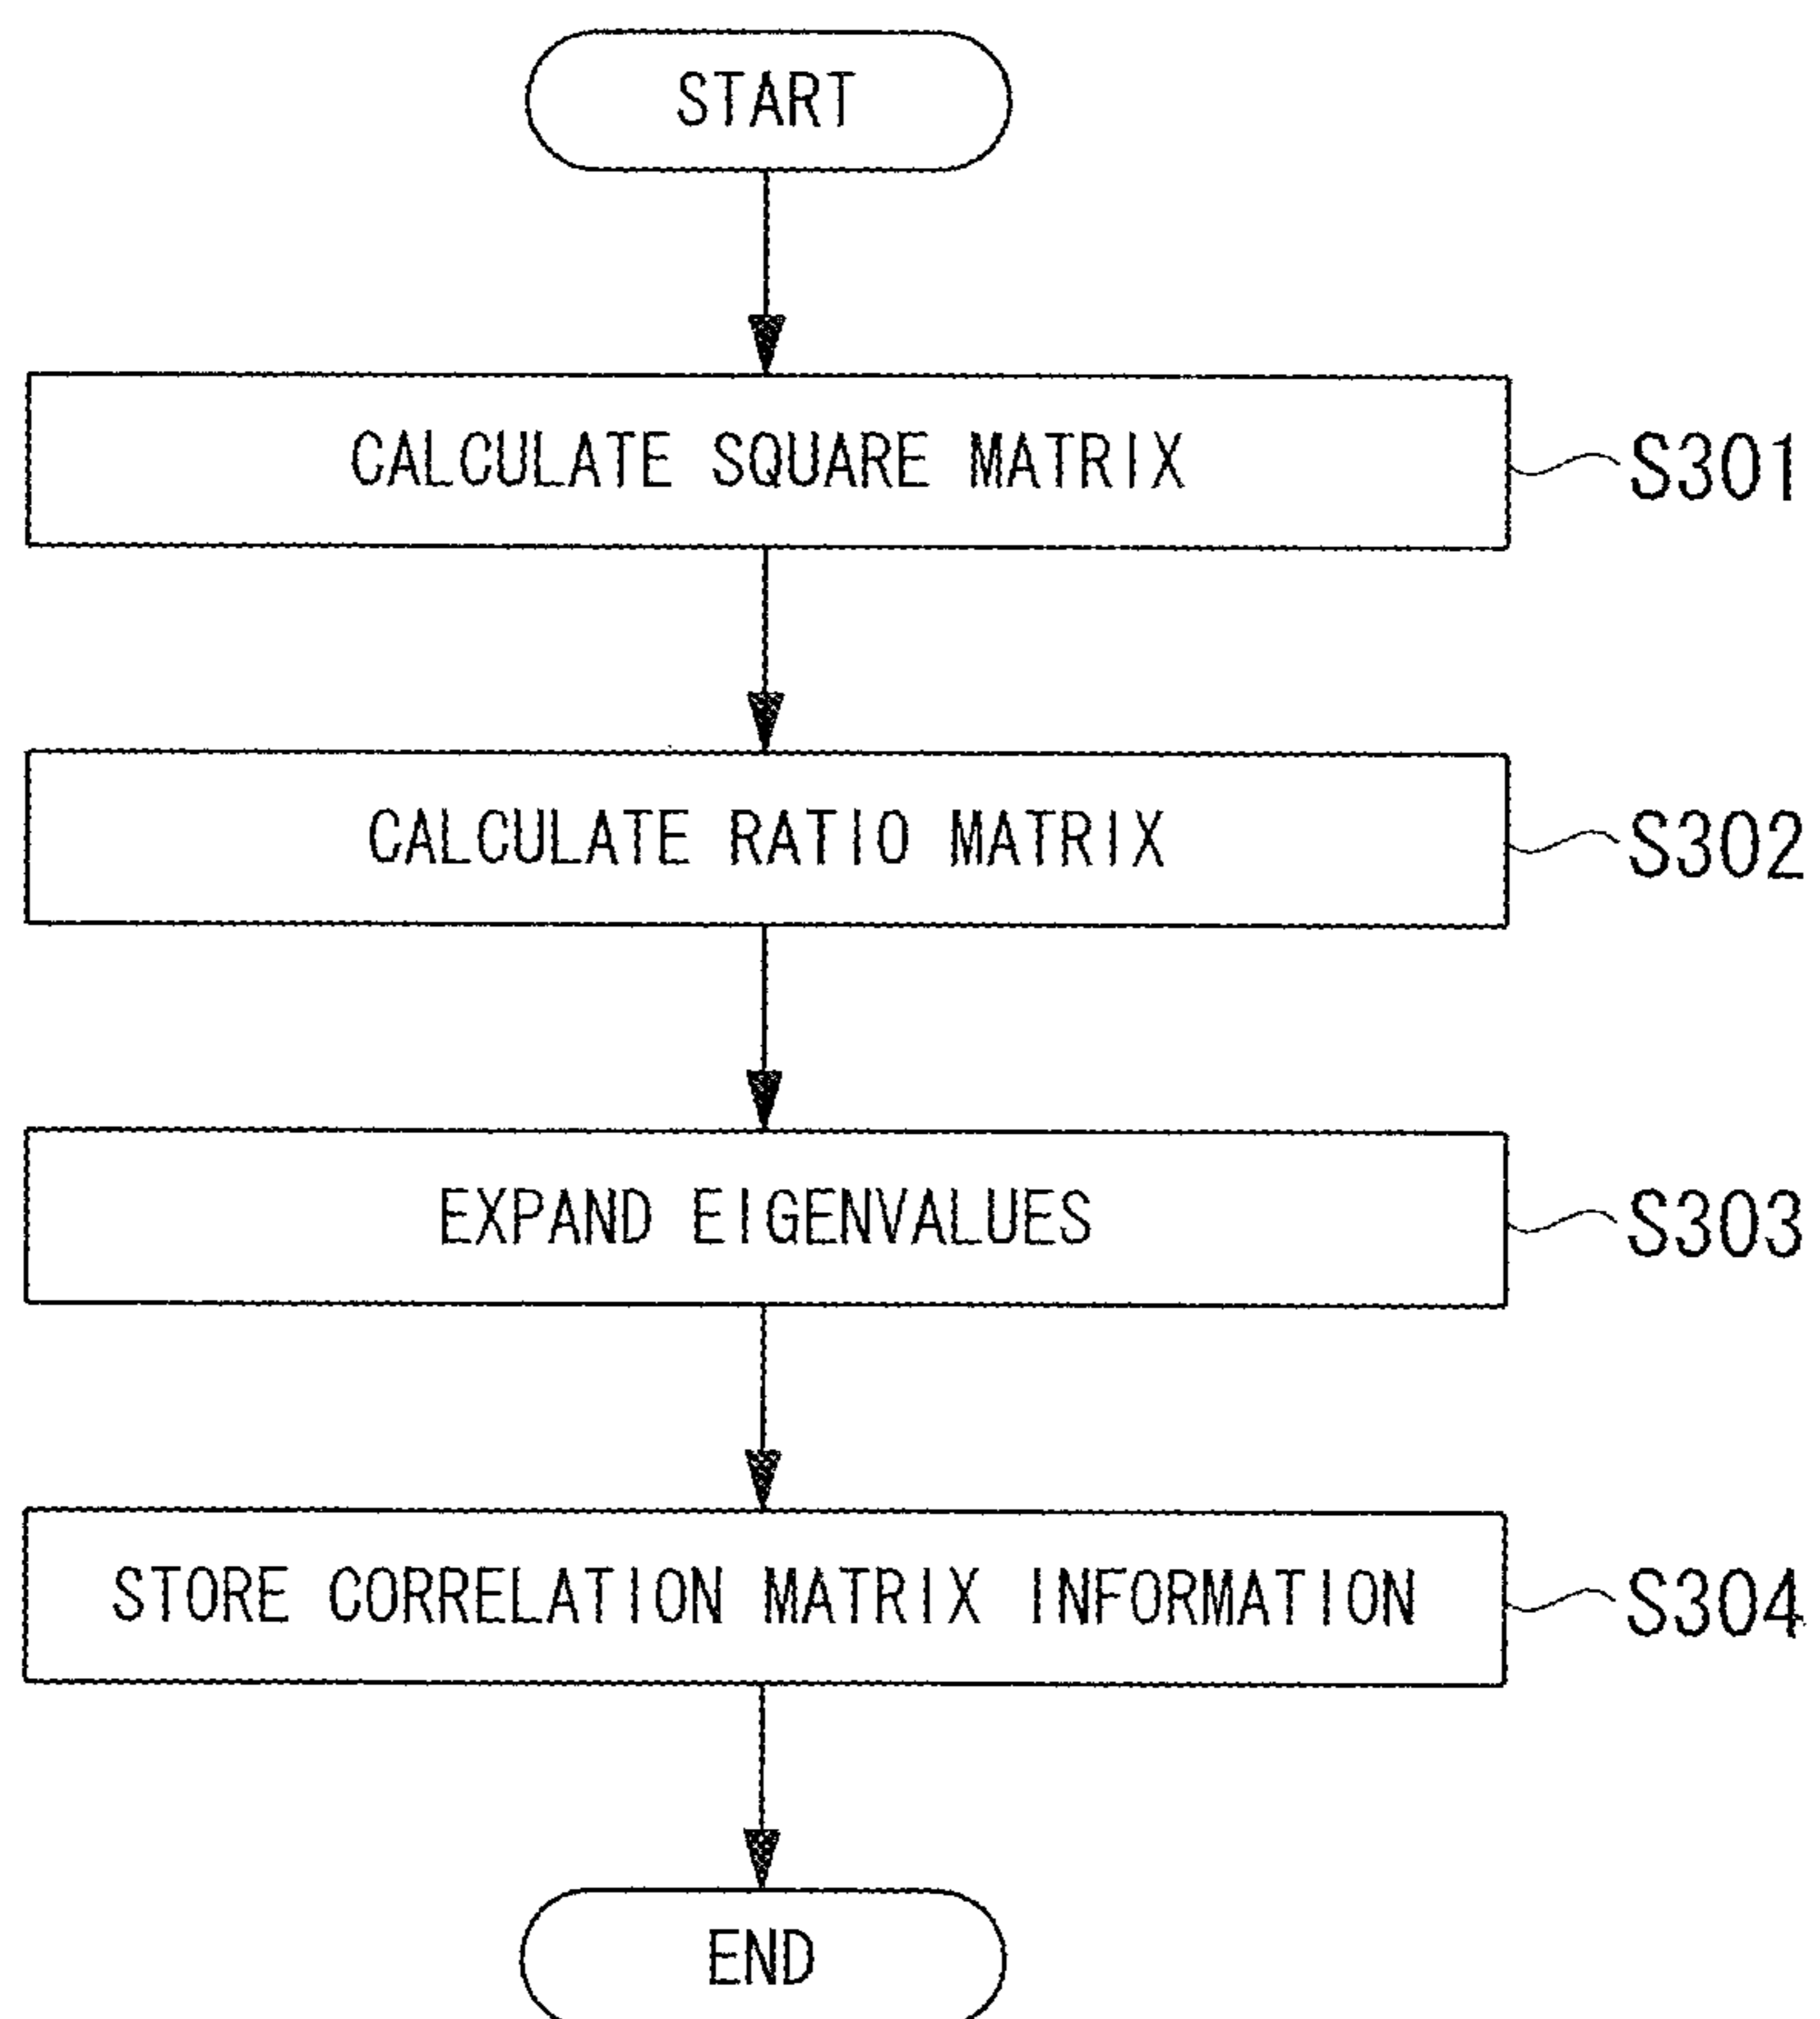 START
CALCULATE SQUARE MATRIX
S301
CALCULATE RATIO MATRIX
S302
EXPAND EIGENVALUES
S303
STORE CORRELATION MATRIX INFORMATION
S304
END